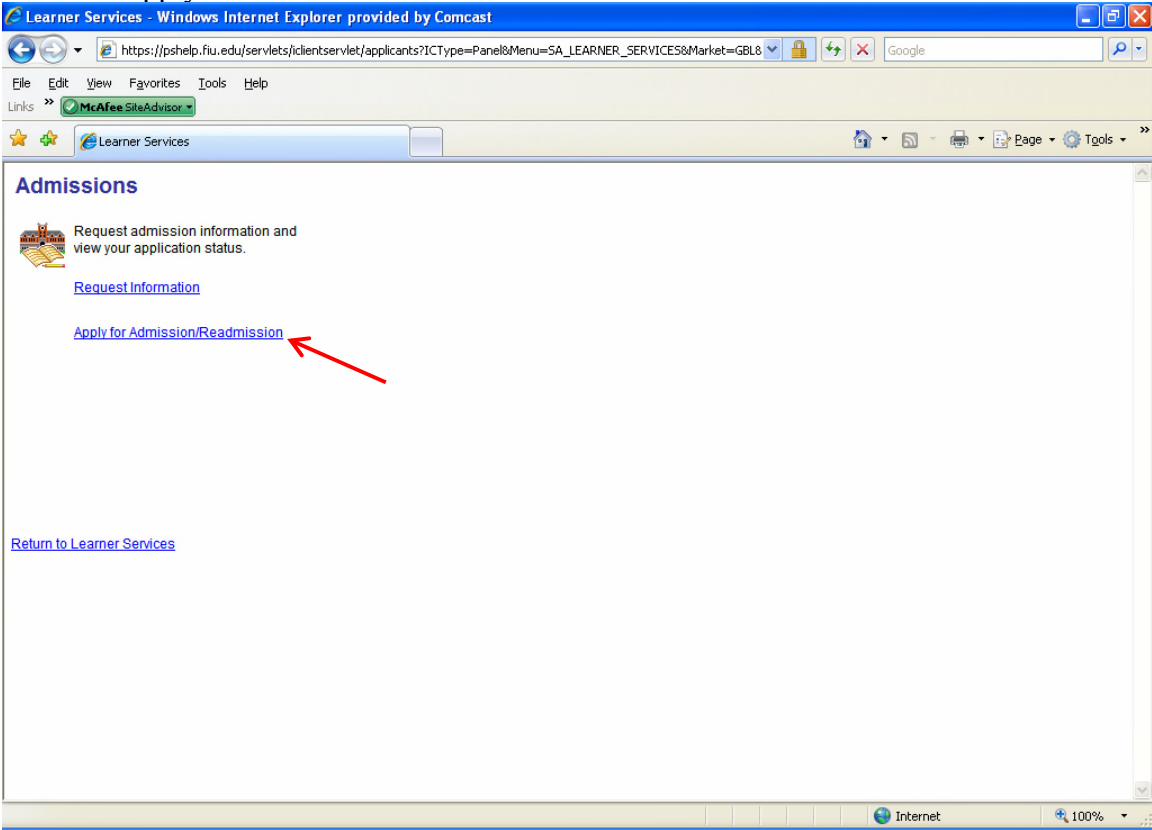 Learner Services - Windows Internet Explorer provided by Comcast
https://pshelp.fiu.edu/servlets/iclientservlet/applicants?ICType=Panel&Menu=SA_LEARNER_SERVICES&Market=GBL&
Google
File Edit View Favorites Tools Help
Links » McAfee SiteAdvisor
Learner Services
Page Tools »
Admissions
Request admission information and
view your application status.
Request Information
Apply for Admission/Readmission
Return to Learner Services
Internet 100%